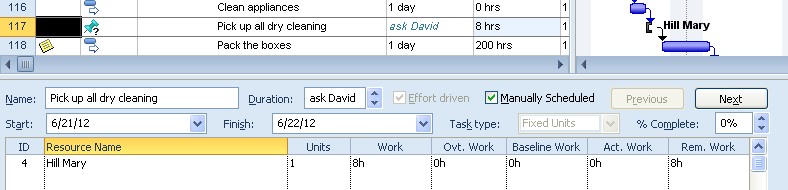 116 Clean appliances 1 day 0 hrs 1
117 ? Pick up all dry cleaning ask David 8 hrs 1 Hill Mary
118 Pack the boxes 1 day 200 hrs 1
Name: Pick up all dry cleaning Duration: ask David Effort driven Manually Scheduled Previous Next
Start: 6/21/12 Finish: 6/22/12 Task type: Fixed Units % Complete: 0%
ID Resource Name Units Work Ovt. Work Baseline Work Act. Work Rem. Work
4 Hill Mary 1 8h 0h 0h 0h 8h